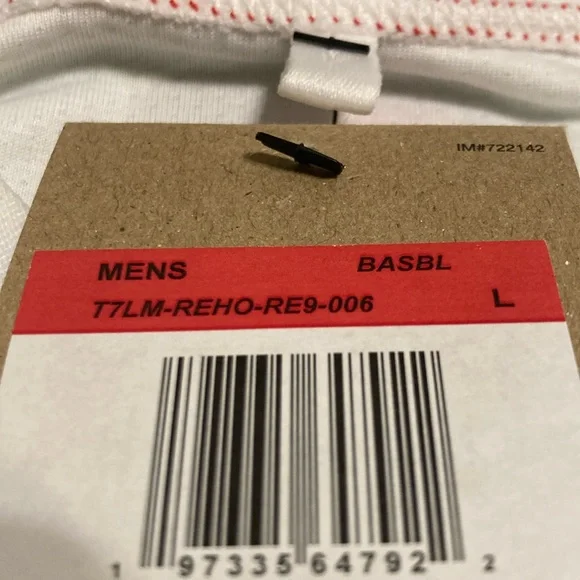 IM#722142
MENS BASBL
T7LM-REHO-RE9-006 L
1 97335 64792 2